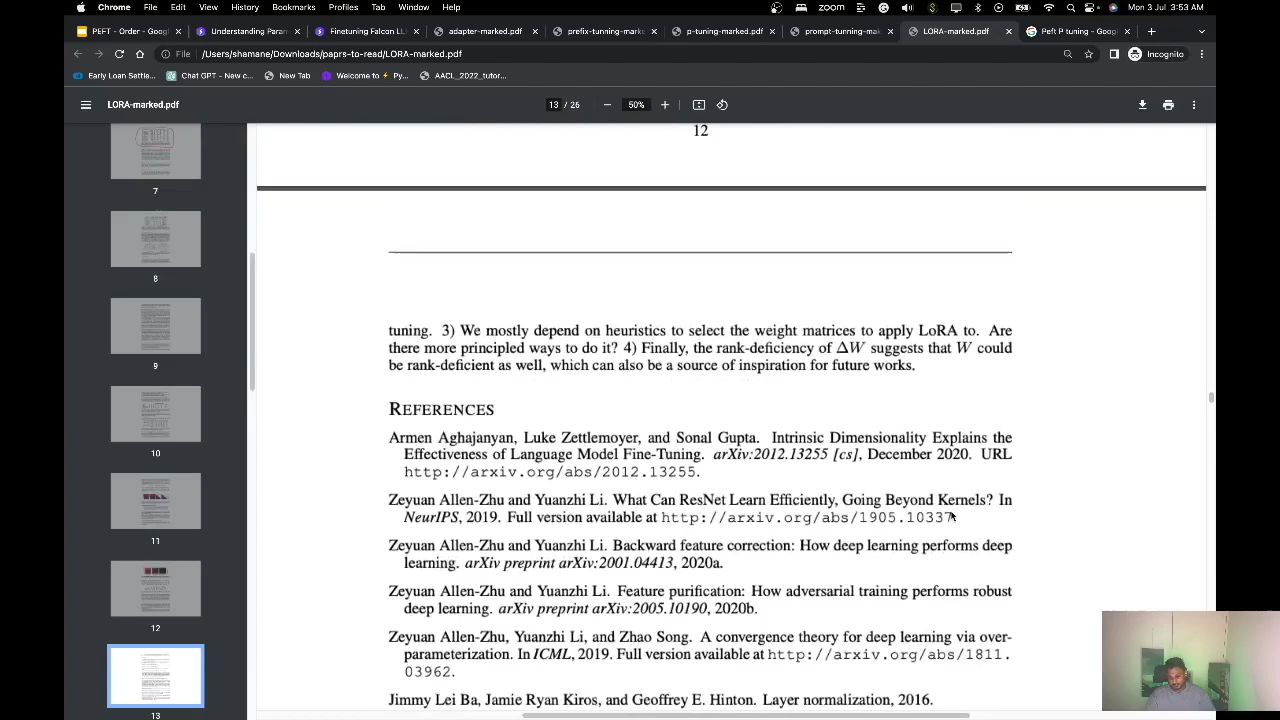 Chrome File Edit View History Bookmarks Profiles Tab Window Help
zoom
Mon 3 Jul 3:53 AM
PEFT - Order - Googl
Understanding Param
Finetuning Falcon LL
adapter-marked.pdf
prefix-tuning-marke
p-tuning-marked.pdf
prompt-tunning-mar
LORA-marked.pdf
Peft P tuning - Goog
File /Users/shamane/Downloads/paprs-to-read/LORA-marked.pdf
Incognito
Early Loan Settle...
Chat GPT - New c...
New Tab
Welcome to Py...
AACL_2022_tutor...
LORA-marked.pdf
13 / 26
50%
7
8
9
10
11
12
13
12
tuning. 3) We mostly depend on heuristics to select the weight matrices to apply LoRA to. Are
there more principled ways to do it? 4) Finally, the rank-deficiency of ΔW suggests that W could
be rank-deficient as well, which can also be a source of inspiration for future works.
REFERENCES
Armen Aghajanyan, Luke Zettlemoyer, and Sonal Gupta. Intrinsic Dimensionality Explains the
Effectiveness of Language Model Fine-Tuning. arXiv:2012.13255 [cs], December 2020. URL
http://arxiv.org/abs/2012.13255.
Zeyuan Allen-Zhu and Yuanzhi Li. What Can ResNet Learn Efficiently, Going Beyond Kernels? In
2019. Full version available at http://arxiv.org/abs/1905.10337
Zeyuan Allen-Zhu and Yuanzhi Li. Backward feature correction: How deep learning performs deep
learning. arXiv preprint arXiv:2001.04413, 2020a.
Zeyuan Allen-Zhu and Yuanzhi Li. Feature purification: How adversarial training performs robust
deep learning. arXiv preprint arXiv:2005.10190, 2020b.
Zeyuan Allen-Zhu, Yuanzhi Li, and Zhao Song. A convergence theory for deep learning via over-
parameterization. In ICML, 2019. Full version available at http://arxiv.org/abs/1811.
Jimmy Lei Ba, Jamie Ryan Kiros, and Geoffrey E. Hinton. Layer normalization, 2016.